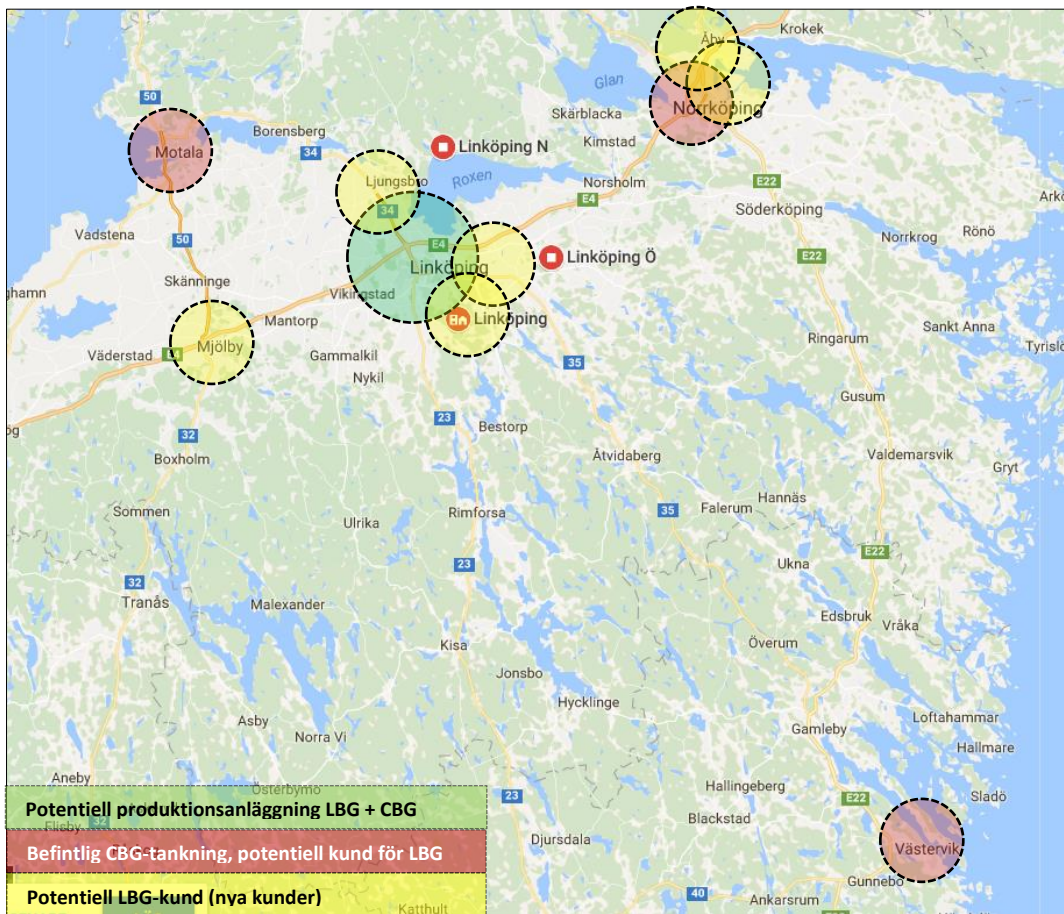 Krokek
Åby
Glan
50
Norrköping
Skärblacka
Borensberg
Linköping N
Kimstad
Motala
34
Ljungsbro
Roxen
Norsholm
E22
E4
Söderköping
34
Vadstena
50
E4
Norrkog
Rönö
Linköping Ö
E22
Linköping
Skänninge
Vikingstad
Linköping
Mantorp
Sankt Anna
Ringarum
Mjölby
Väderstad
Gammalkil
35
Nykil
Gusum
23
Bestorp
32
Boxholm
Åtvidaberg
Valdemarsvik
Gryt
Hannäs
Sommen
Rimforsa
35
Falerum
Ulrika
E22
23
Ukna
32
Tranås
Malexander
Edsbruk
Vråka
Kisa
Överum
Jonsbo
Hycklinge
Asby
Loftahammar
Norra Vi
Gamleby
Hallmare
Aneby
Österbymo
Hallingeberg
23
E22
Sladö
Potentiell produktionsanläggning LBG + CBG
Blackstad
Djursdala
Befintlig CBG-tankning, potentiell kund för LBG
Västervik
Gunnebo
Potentiell LBG-kund (nya kunder)
40
Ankarsrum
Katthult